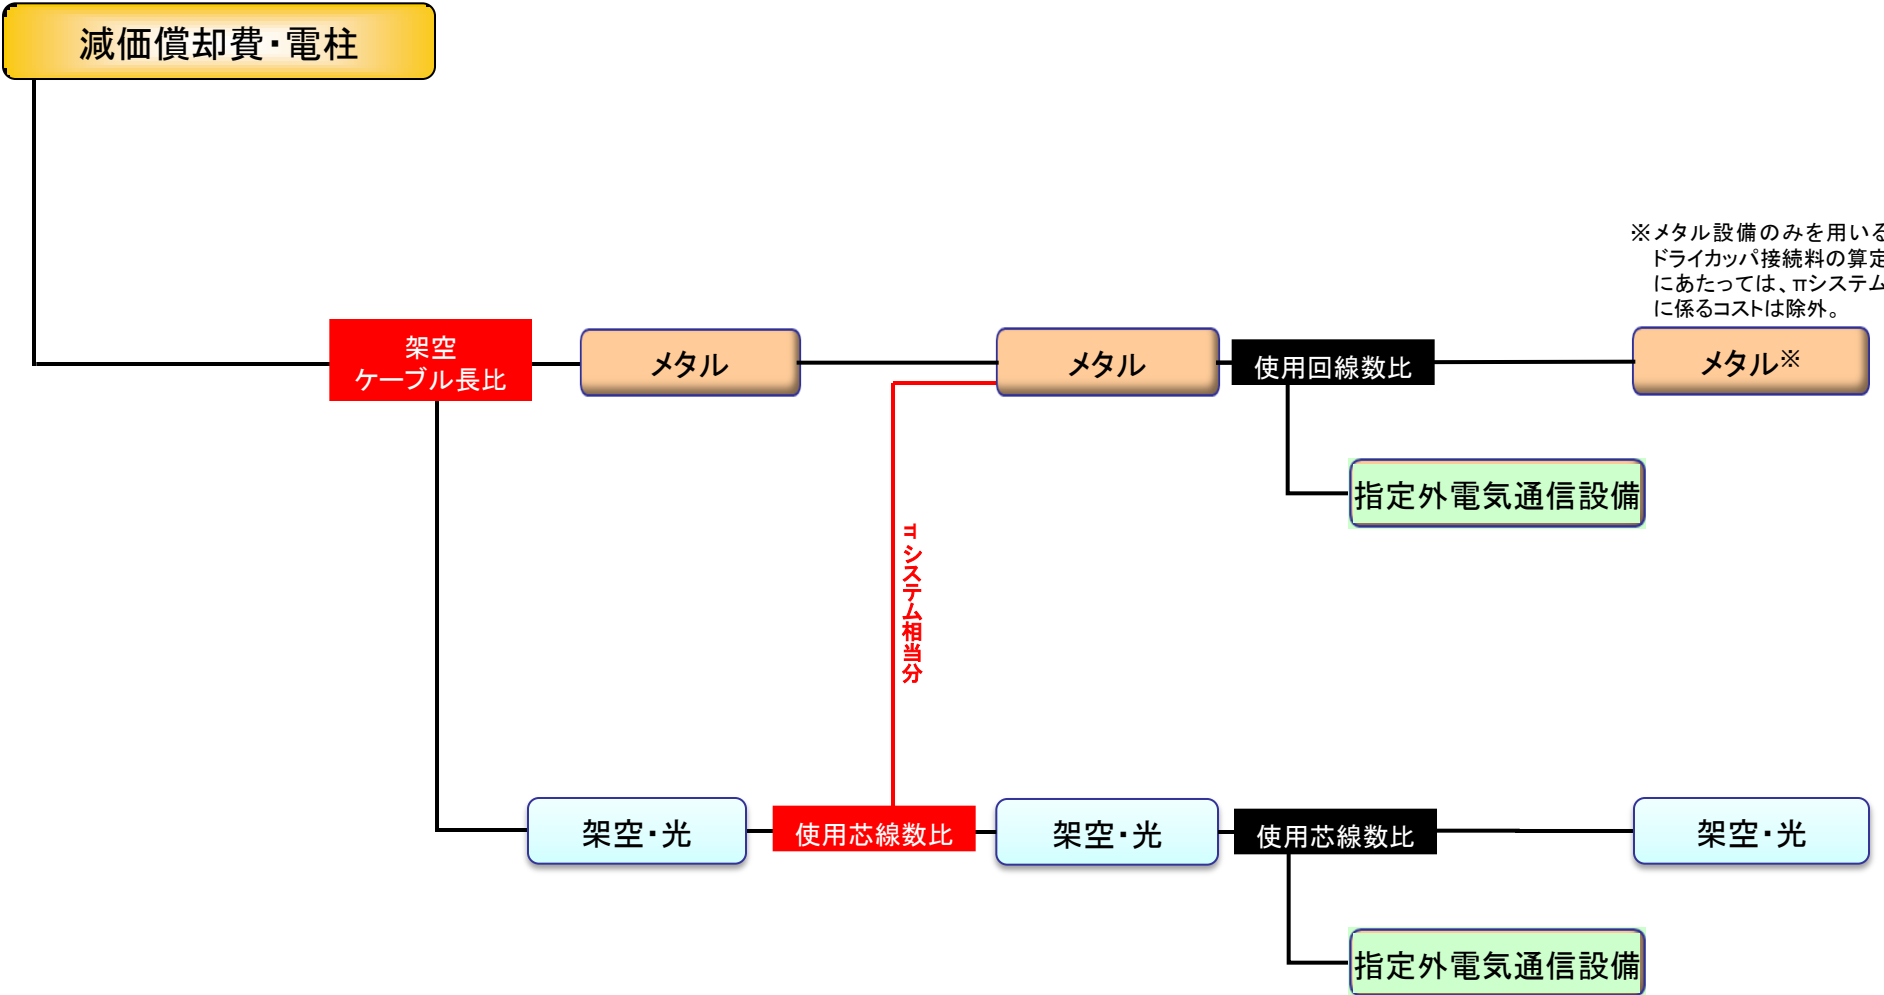 減価償却費・電柱
※メタル設備のみを用いる
ドライカッパ接続料の算定
にあたっては、πシステム
に係るコストは除外。
架空
ケーブル長比
メタル
メタル
使用回線数比
メタル※
指定外電気通信設備
πシステム相当分
架空・光
使用芯線数比
架空・光
使用芯線数比
架空・光
指定外電気通信設備